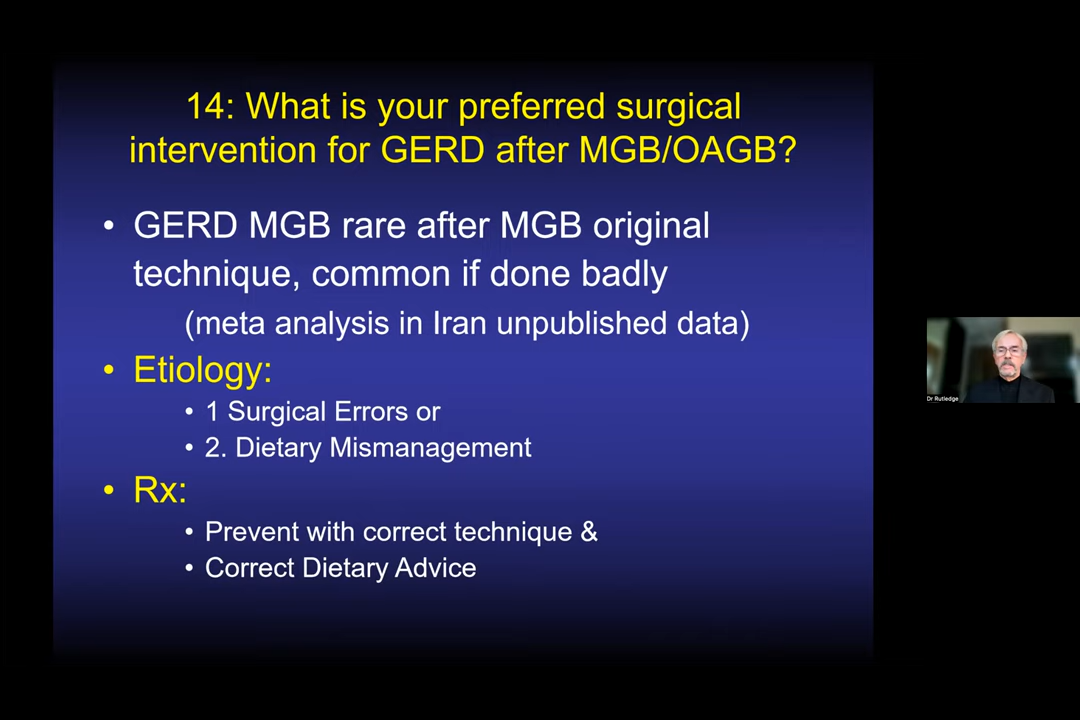 14: What is your preferred surgical
intervention for GERD after MGB/OAGB?
• GERD MGB rare after MGB original
technique, common if done badly
(meta analysis in Iran unpublished data)
• Etiology:
• 1 Surgical Errors or
• 2. Dietary Mismanagement
• Rx:
• Prevent with correct technique &
• Correct Dietary Advice
Dr Rutledge